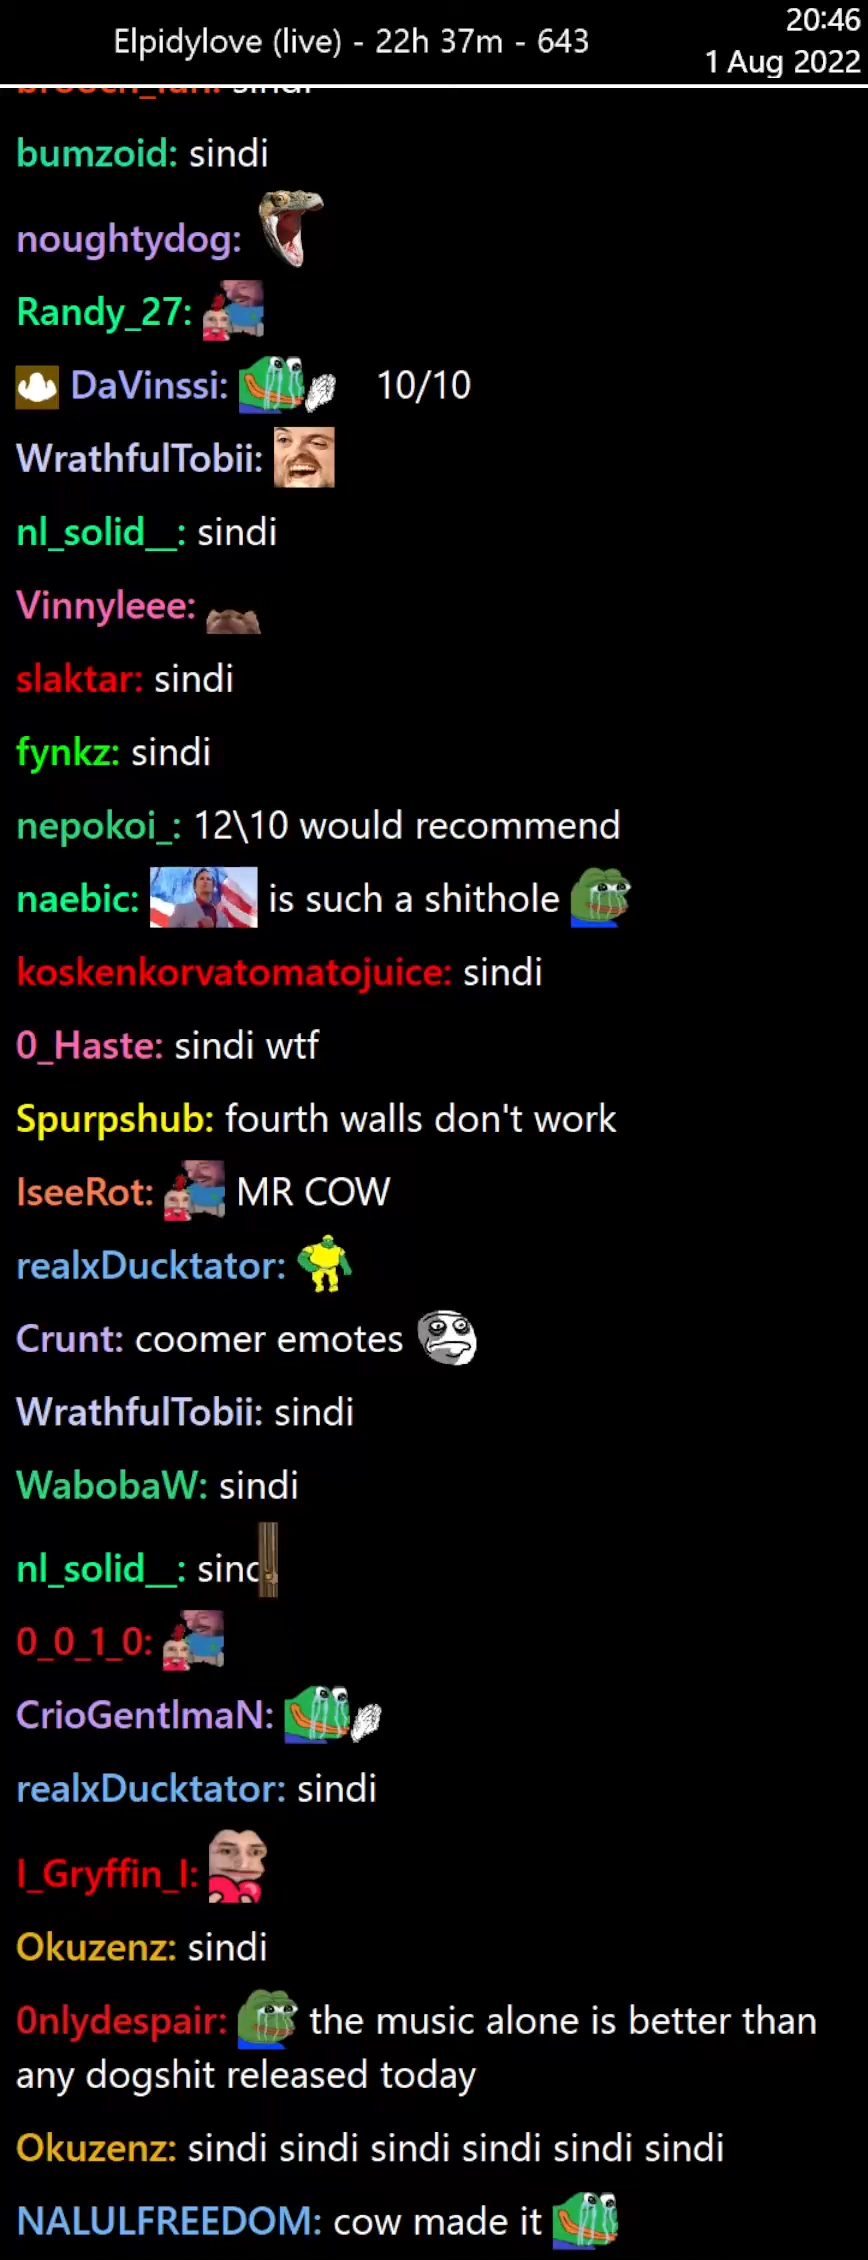 Elpidylove (live) - 22h 37m - 643
20:46
1 Aug 2022
bumzoid: sindi
noughtydog:
Randy_27:
DaVinssi: 10/10
WrathfulTobii:
nl_solid__: sindi
Vinnyleee:
slaktar: sindi
fynkz: sindi
nepokoi_: 12\10 would recommend
naebic: is such a shithole
koskenkorvatomatojuice: sindi
0_Haste: sindi wtf
Spurpshub: fourth walls don't work
IseeRot: MR COW
realxDucktator:
Crunt: coomer emotes
WrathfulTobii: sindi
WabobaW: sindi
nl_solid__: sind
0_0_1_0:
CrioGentlmaN:
realxDucktator: sindi
l_Gryffin_l:
Okuzenz: sindi
0nlydespair: the music alone is better than
any dogshit released today
Okuzenz: sindi sindi sindi sindi sindi sindi
NALULFREEDOM: cow made it